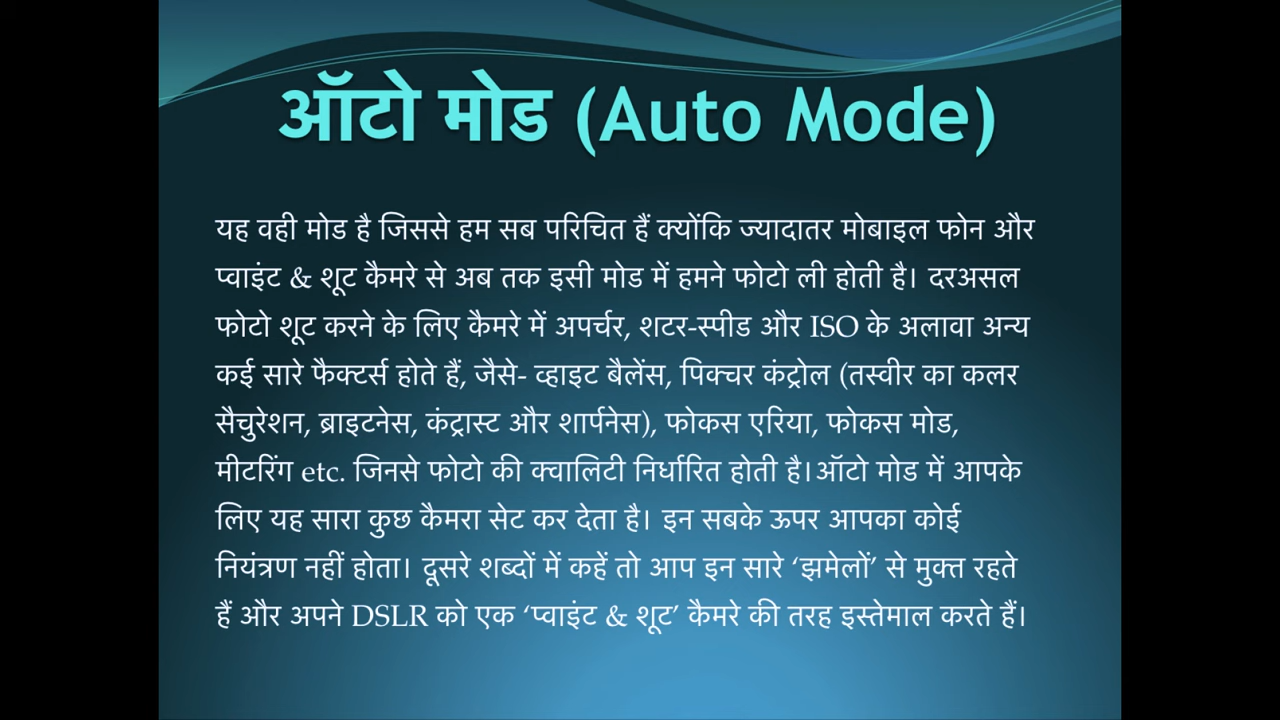 ऑटो मोड (Auto Mode)
यह वही मोड है जिससे हम सब परिचित हैं क्योंकि ज्यादातर मोबाइल फोन और
प्वाइंट & शूट कैमरे से अब तक इसी मोड में हमने फोटो ली होती है। दरअसल
फोटो शूट करने के लिए कैमरे में अपर्चर, शटर-स्पीड और ISO के अलावा अन्य
कई सारे फैक्टर्स होते हैं, जैसे- व्हाइट बैलेंस, पिक्चर कंट्रोल (तस्वीर का कलर
सैचुरेशन, ब्राइटनेस, कंट्रास्ट और शार्पनेस), फोकस एरिया, फोकस मोड,
मीटरिंग etc. जिनसे फोटो की क्वालिटी निर्धारित होती है।ऑटो मोड में आपके
लिए यह सारा कुछ कैमरा सेट कर देता है। इन सबके ऊपर आपका कोई
नियंत्रण नहीं होता। दूसरे शब्दों में कहें तो आप इन सारे ‘झमेलों’ से मुक्त रहते
हैं और अपने DSLR को एक ‘प्वाइंट & शूट’ कैमरे की तरह इस्तेमाल करते हैं।